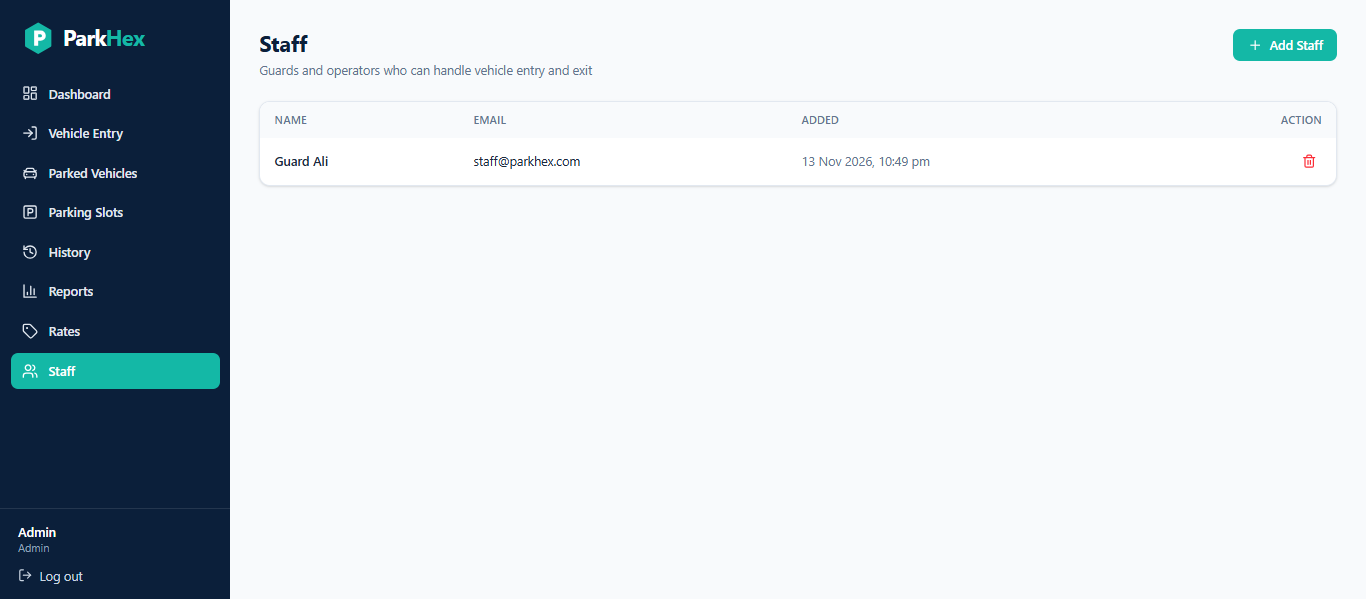 P ParkHex
Dashboard
Vehicle Entry
Parked Vehicles
P Parking Slots
History
Reports
Rates
Staff
Admin
Admin
Log out
Staff
Guards and operators who can handle vehicle entry and exit
+ Add Staff
NAME EMAIL ADDED ACTION
Guard Ali staff@parkhex.com 13 Nov 2026, 10:49 pm